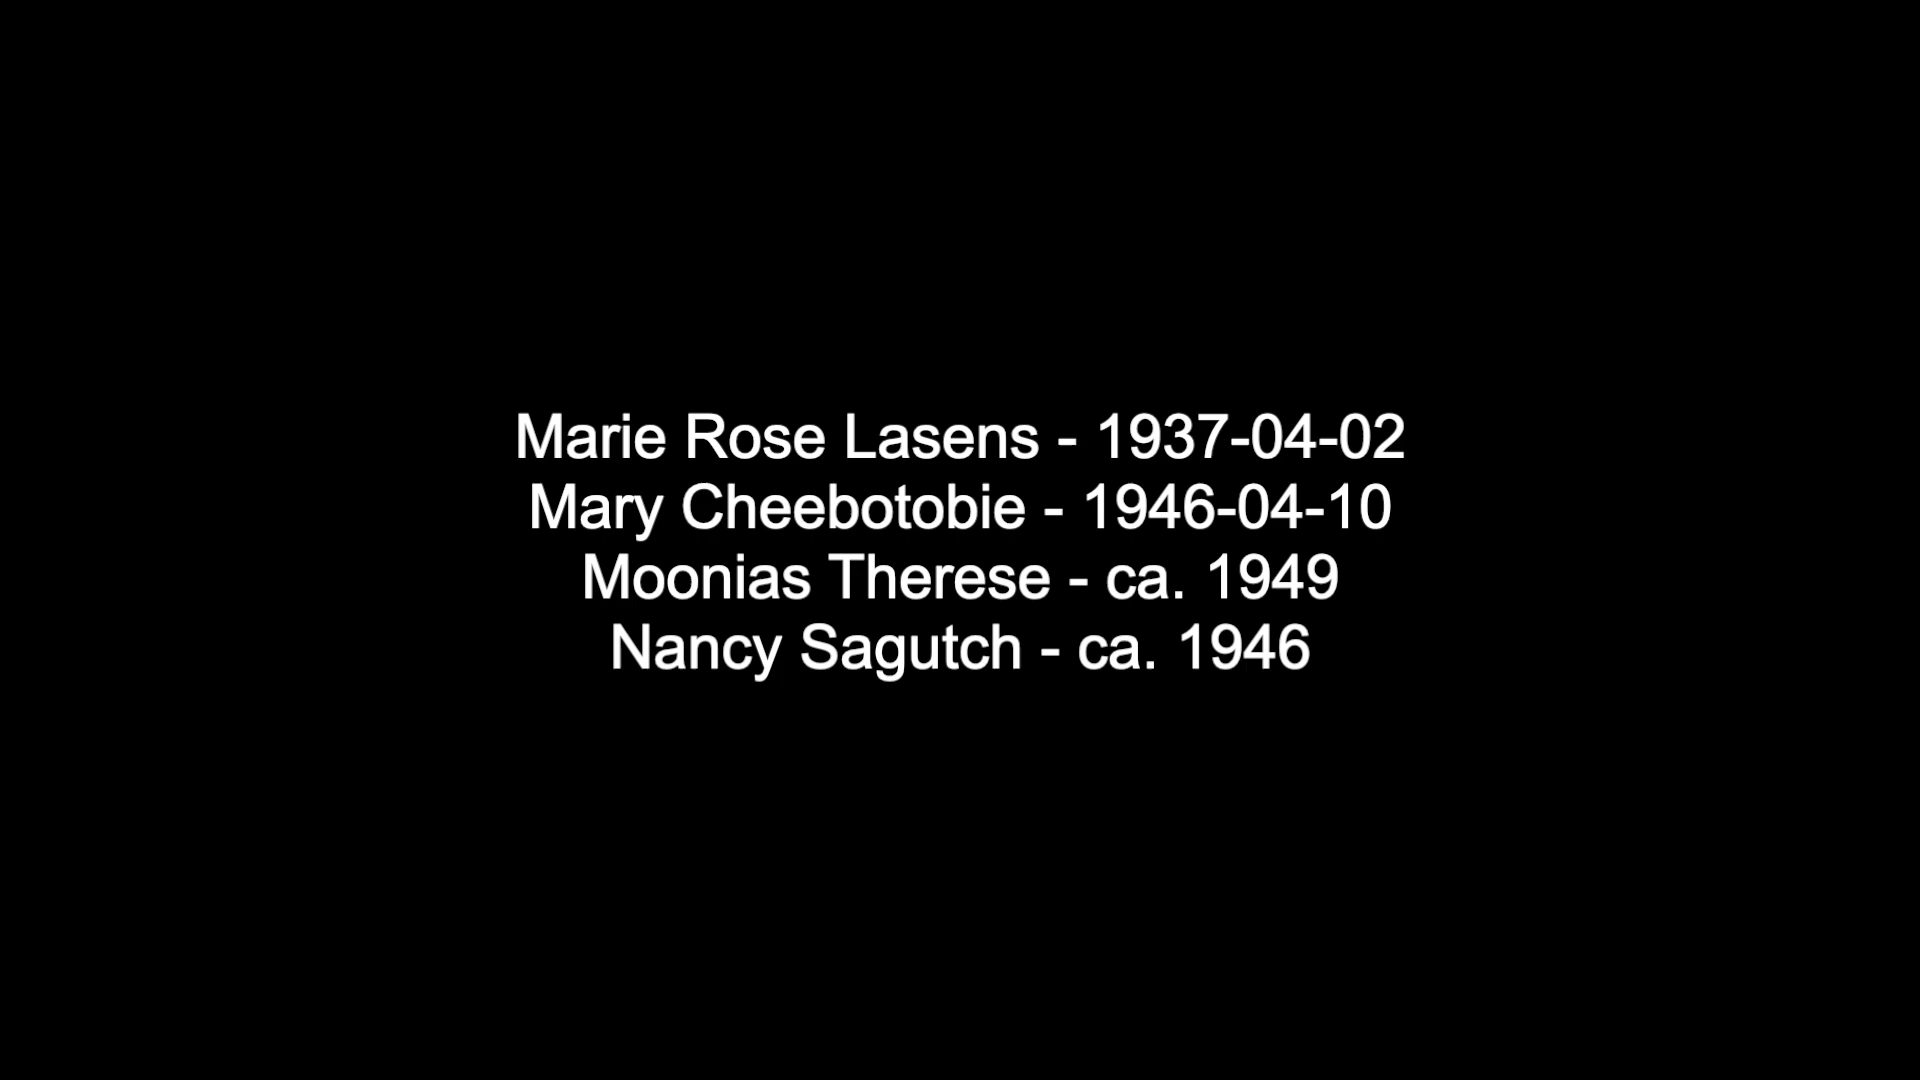 Marie Rose Lasens - 1937-04-02
Mary Cheebotobie - 1946-04-10
Moonias Therese - ca. 1949
Nancy Sagutch - ca. 1946